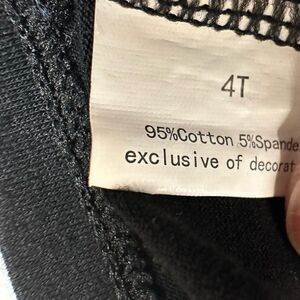 4T
95%Cotton 5%Spande
exclusive of decorat